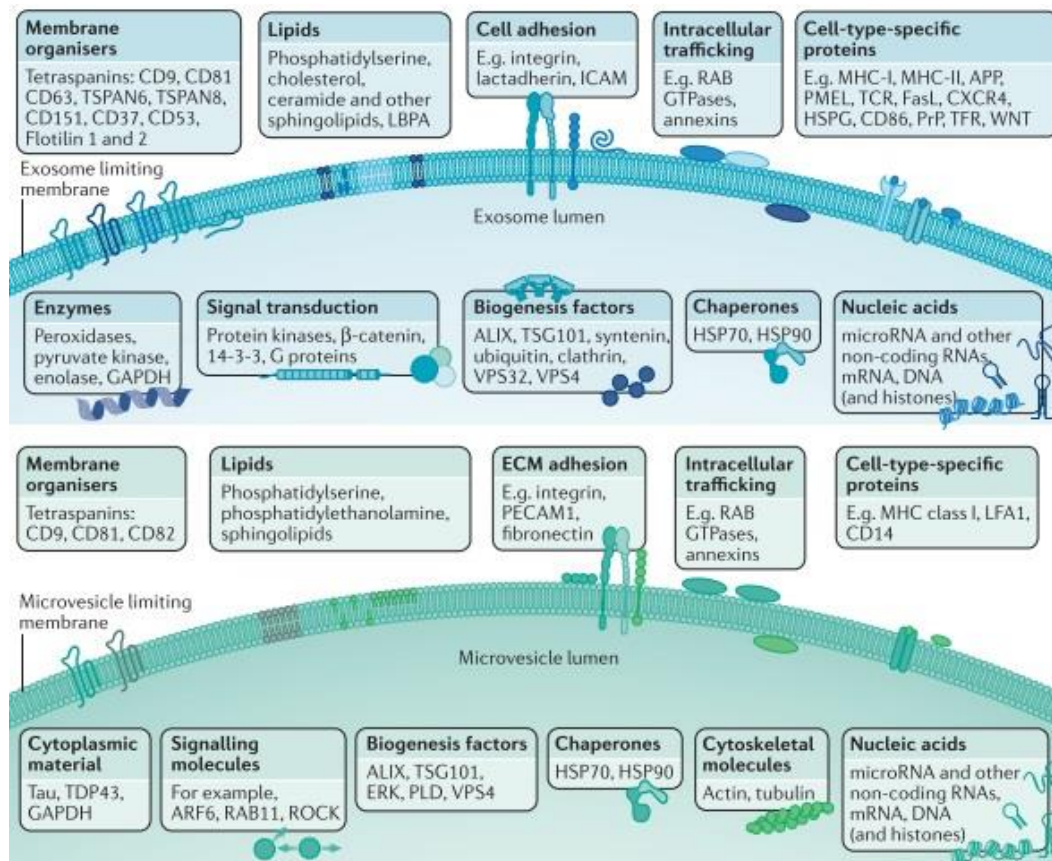 Membrane
organisers
Tetraspanins: CD9, CD81
CD63, TSPAN6, TSPAN8,
CD151, CD37, CD53,
Flotilin 1 and 2
Lipids
Phosphatidylserine,
cholesterol,
ceramide and other
sphingolipids, LBPA
Cell adhesion
E.g. integrin,
lactadherin, ICAM
Intracellular
trafficking
E.g. RAB
GTPases,
annexins
Cell-type-specific
proteins
E.g. MHC-I, MHC-II, APP,
PMEL, TCR, FasL, CXCR4,
HSPG, CD86, PrP, TFR, WNT
Exosome limiting
membrane
Exosome lumen
Enzymes
Peroxidases,
pyruvate kinase,
enolase, GAPDH
Signal transduction
Protein kinases, β-catenin,
14-3-3, G proteins
Biogenesis factors
ALIX, TSG101, syntenin,
ubiquitin, clathrin,
VPS32, VPS4
Chaperones
HSP70, HSP90
Nucleic acids
microRNA and other
non-coding RNAs,
mRNA, DNA
(and histones)
Membrane
organisers
Tetraspanins:
CD9, CD81, CD82
Lipids
Phosphatidylserine,
phosphatidylethanolamine,
sphingolipids
ECM adhesion
E.g. integrin,
PECAM1,
fibronectin
Intracellular
trafficking
E.g. RAB
GTPases,
annexins
Cell-type-specific
proteins
E.g. MHC class I, LFA1,
CD14
Microvesicle limiting
membrane
Microvesicle lumen
Cytoplasmic
material
Tau, TDP43,
GAPDH
Signalling
molecules
For example,
ARF6, RAB11, ROCK
Biogenesis factors
ALIX, TSG101,
ERK, PLD, VPS4
Chaperones
HSP70, HSP90
Cytoskeletal
molecules
Actin, tubulin
Nucleic acids
microRNA and other
non-coding RNAs,
mRNA, DNA
(and histones)